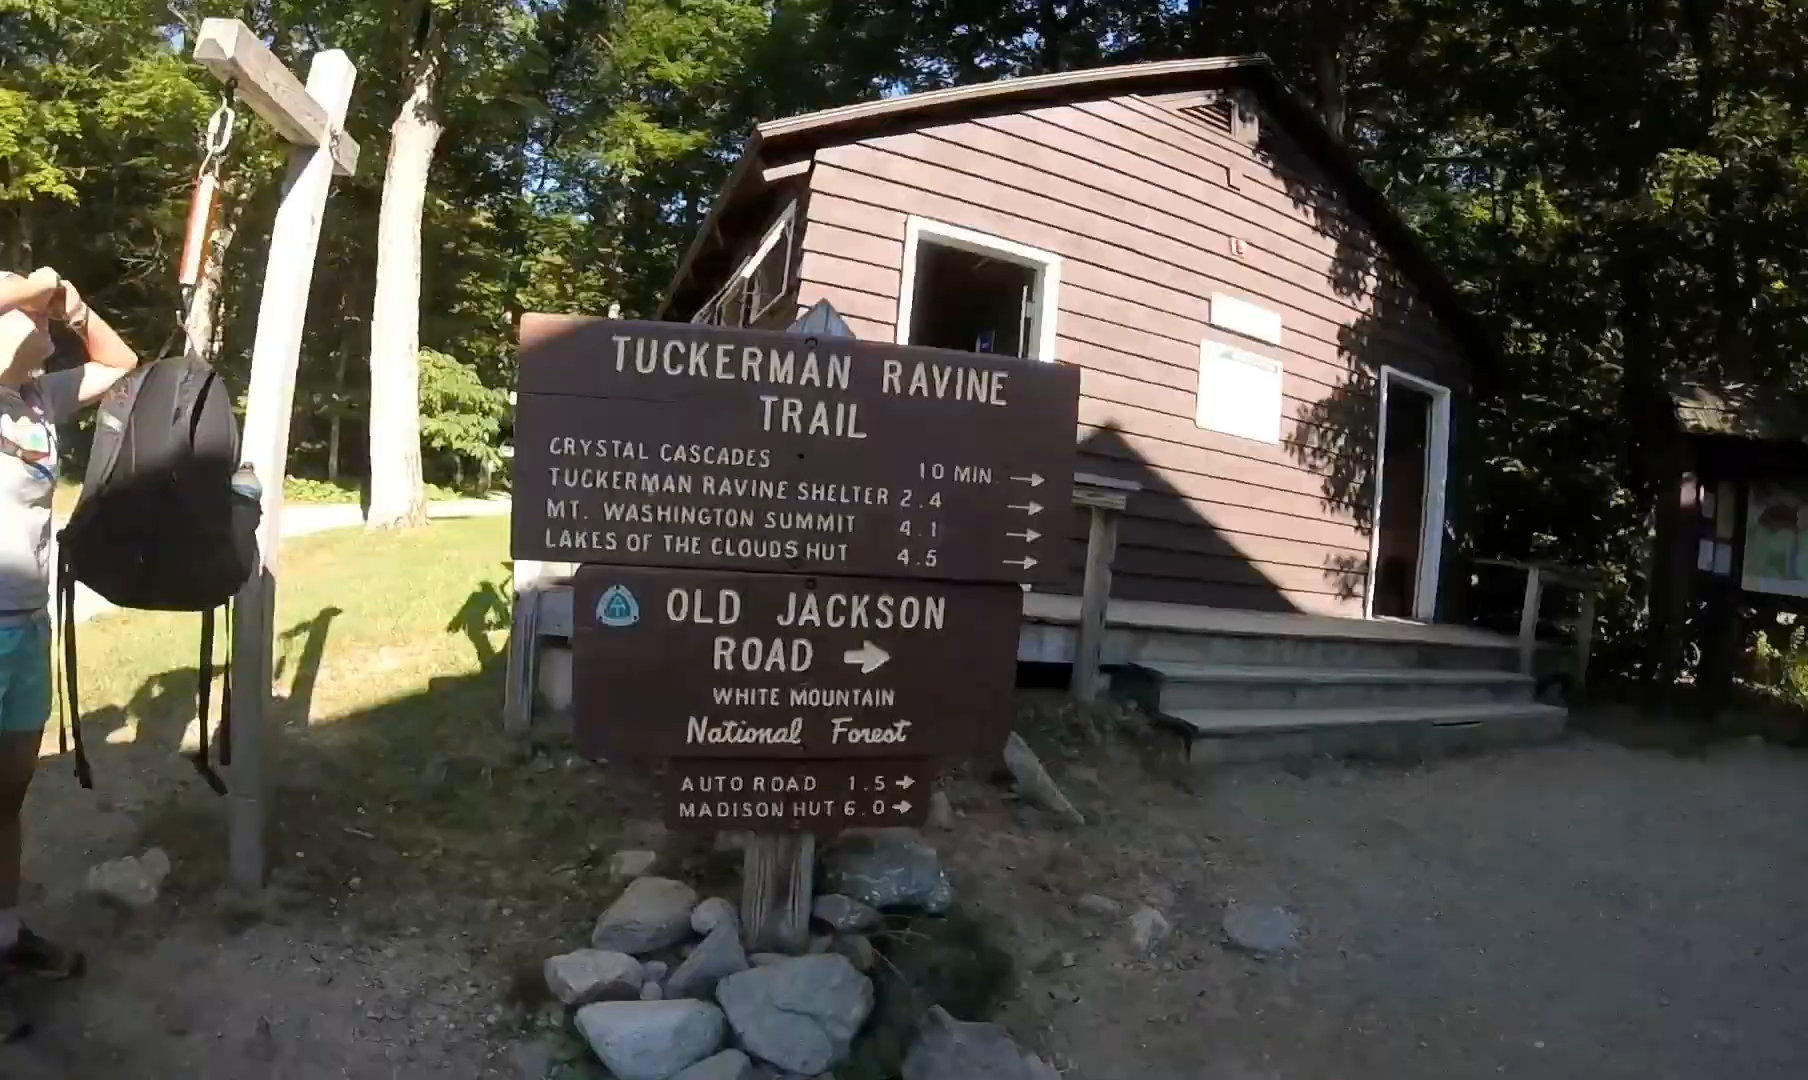 TUCKERMAN RAVINE
TRAIL
CRYSTAL CASCADES 10 MIN →
TUCKERMAN RAVINE SHELTER 2.4 →
MT. WASHINGTON SUMMIT 4.1 →
LAKES OF THE CLOUDS HUT 4.5 →
OLD JACKSON
ROAD →
WHITE MOUNTAIN
National Forest
AUTO ROAD 1.5 →
MADISON HUT 6.0 →